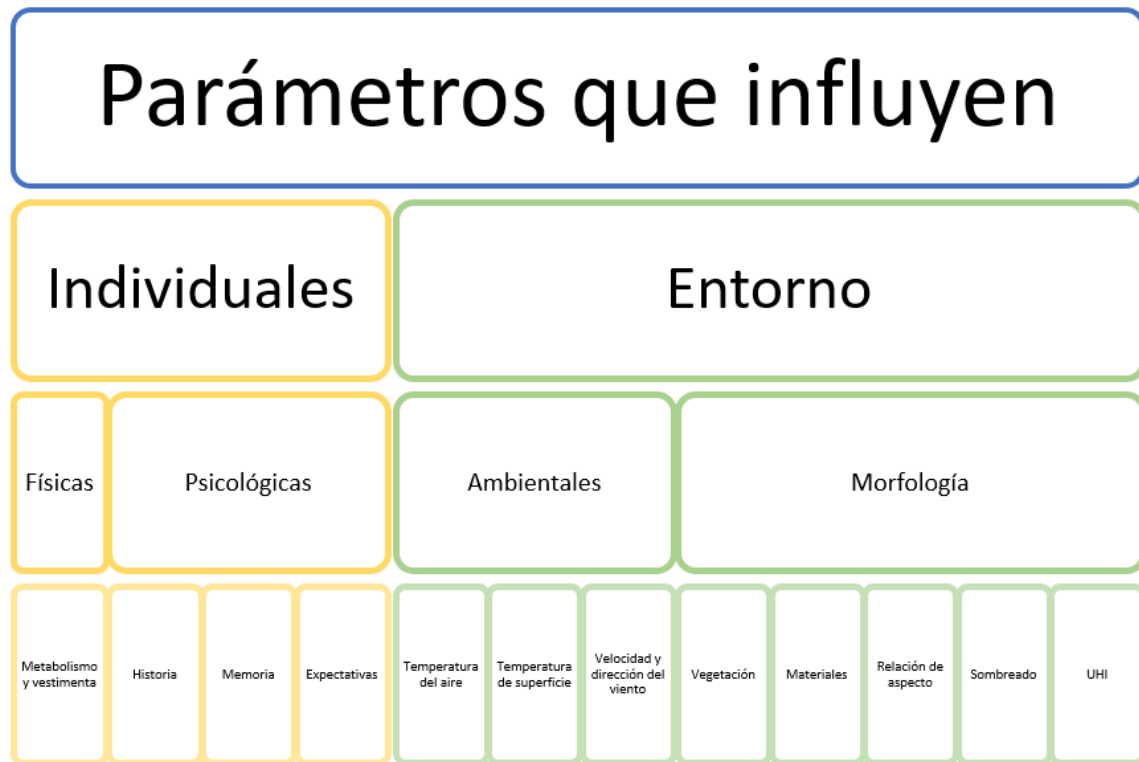 Parámetros que influyen
Individuales
Entorno
Físicas
Psicológicas
Ambientales
Morfología
Metabolismo
y vestimenta
Historia
Memoria
Expectativas
Temperatura
del aire
Temperatura
de superficie
Velocidad y
dirección del
viento
Vegetación
Materiales
Relación de
aspecto
Sombreado
UHI